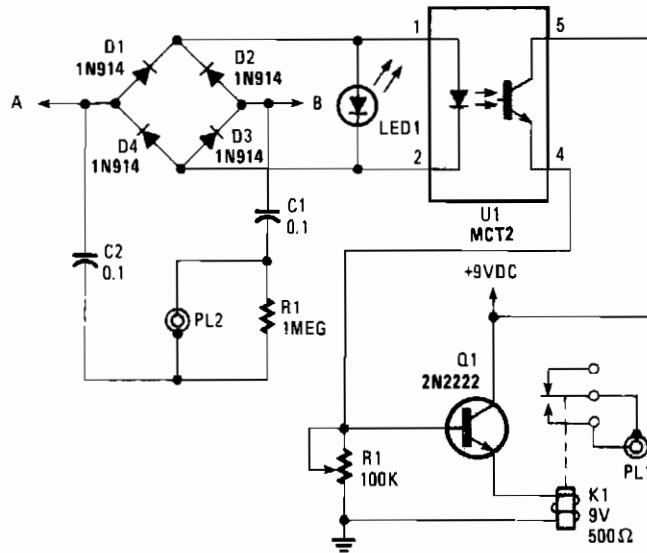 D1
1N914
D2
1N914
A
B
D4
1N914
D3
1N914
LED1
1
2
5
4
U1
MCT2
C1
0.1
C2
0.1
PL2
R1
1MEG
+9VDC
Q1
2N2222
R1
100K
PL1
K1
9V
500Ω